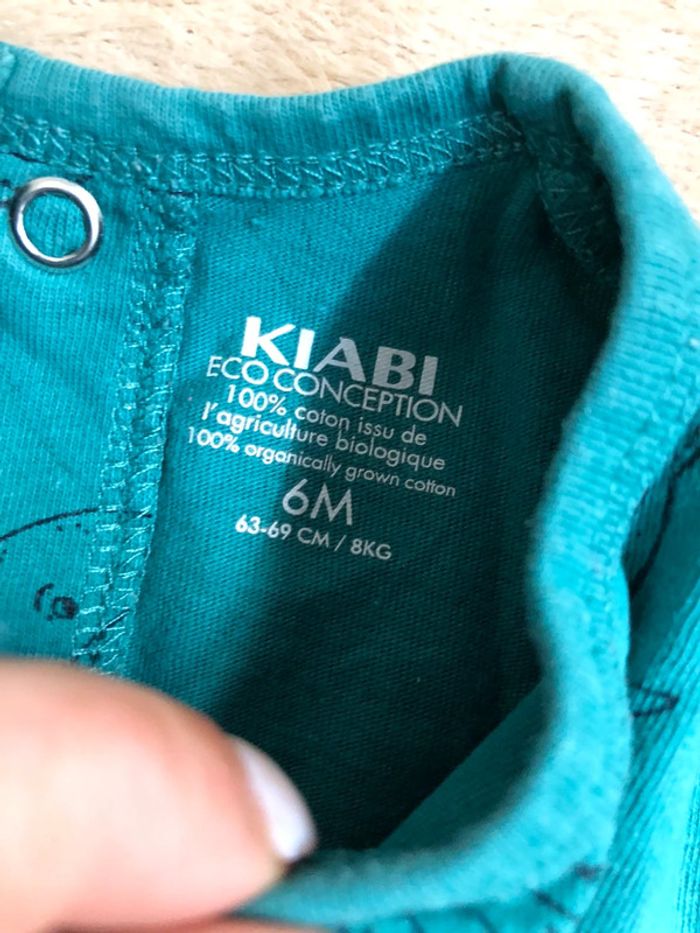 KIABI
ECO CONCEPTION
100% coton issu de
l'agriculture biologique
100% organically grown cotton
6M
63-69 CM / 8KG